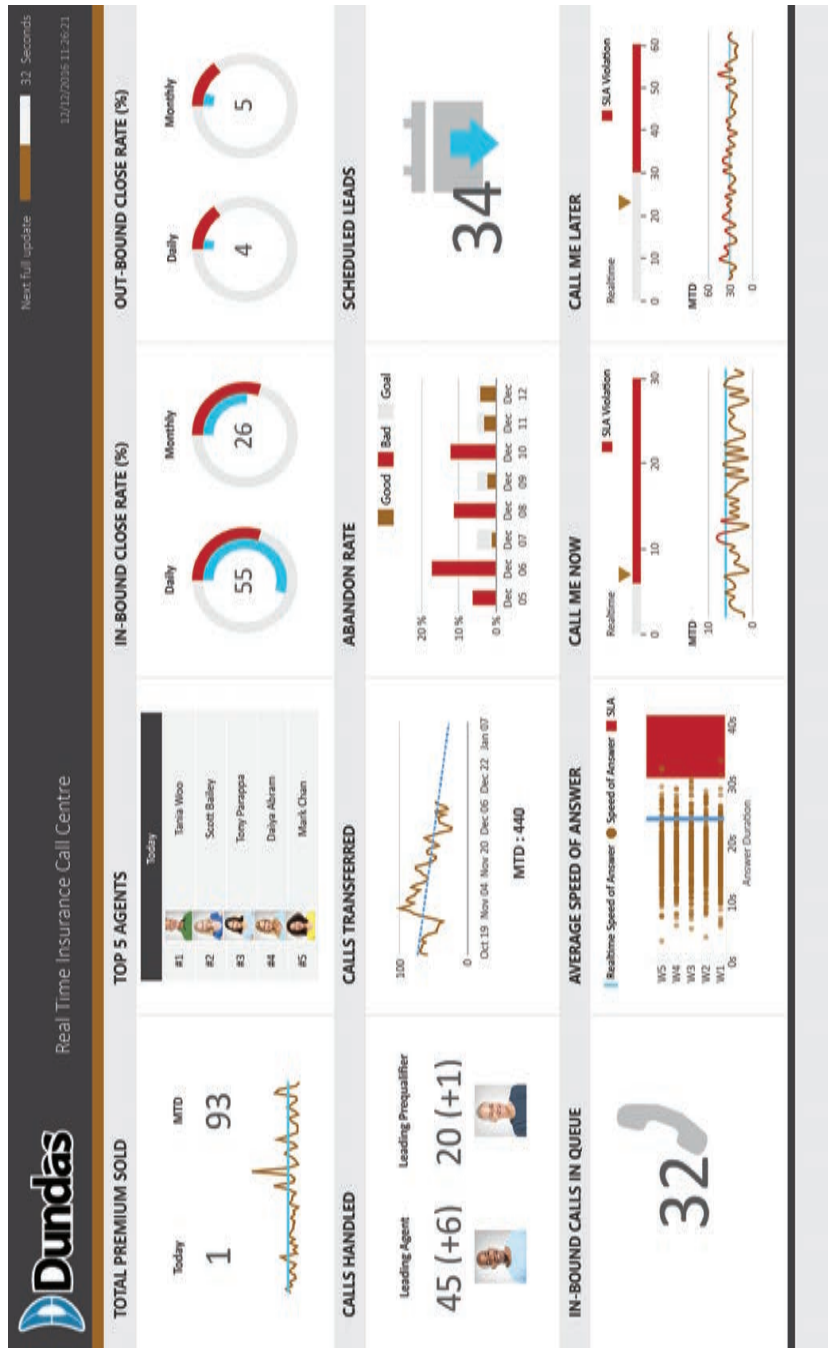 Dundas
Real Time Insurance Call Centre
Next full update
32 Seconds
12/12/2016 11:26:21
TOTAL PREMIUM SOLD
Today
MTD
1
93
TOP 5 AGENTS
Today
#1 Tania Woo
#2 Scott Bailey
#3 Tony Parappa
#4 Daiya Abram
#5 Mark Chan
IN-BOUND CLOSE RATE (%)
Daily
Monthly
55
26
OUT-BOUND CLOSE RATE (%)
Daily
Monthly
4
5
CALLS HANDLED
Leading Agent
Leading Prequalifier
45 (+6)
20 (+1)
CALLS TRANSFERRED
100
0
Oct 19 Nov 04 Nov 20 Dec 06 Dec 22 Jan 07
MTD : 440
ABANDON RATE
Good Bad Goal
20 %
10 %
0 %
Dec Dec Dec Dec Dec Dec Dec Dec
05 06 07 08 09 10 11 12
SCHEDULED LEADS
34
IN-BOUND CALLS IN QUEUE
32
AVERAGE SPEED OF ANSWER
Realtime Speed of Answer Speed of Answer SLA
W5
W4
W3
W2
W1
0s 10s 20s 30s 40s
Answer Duration
CALL ME NOW
Realtime
SLA Violation
0 10 20 30
MTD
10
0
CALL ME LATER
Realtime
SLA Violation
0 10 20 30 40 50 60
MTD
60
30
0